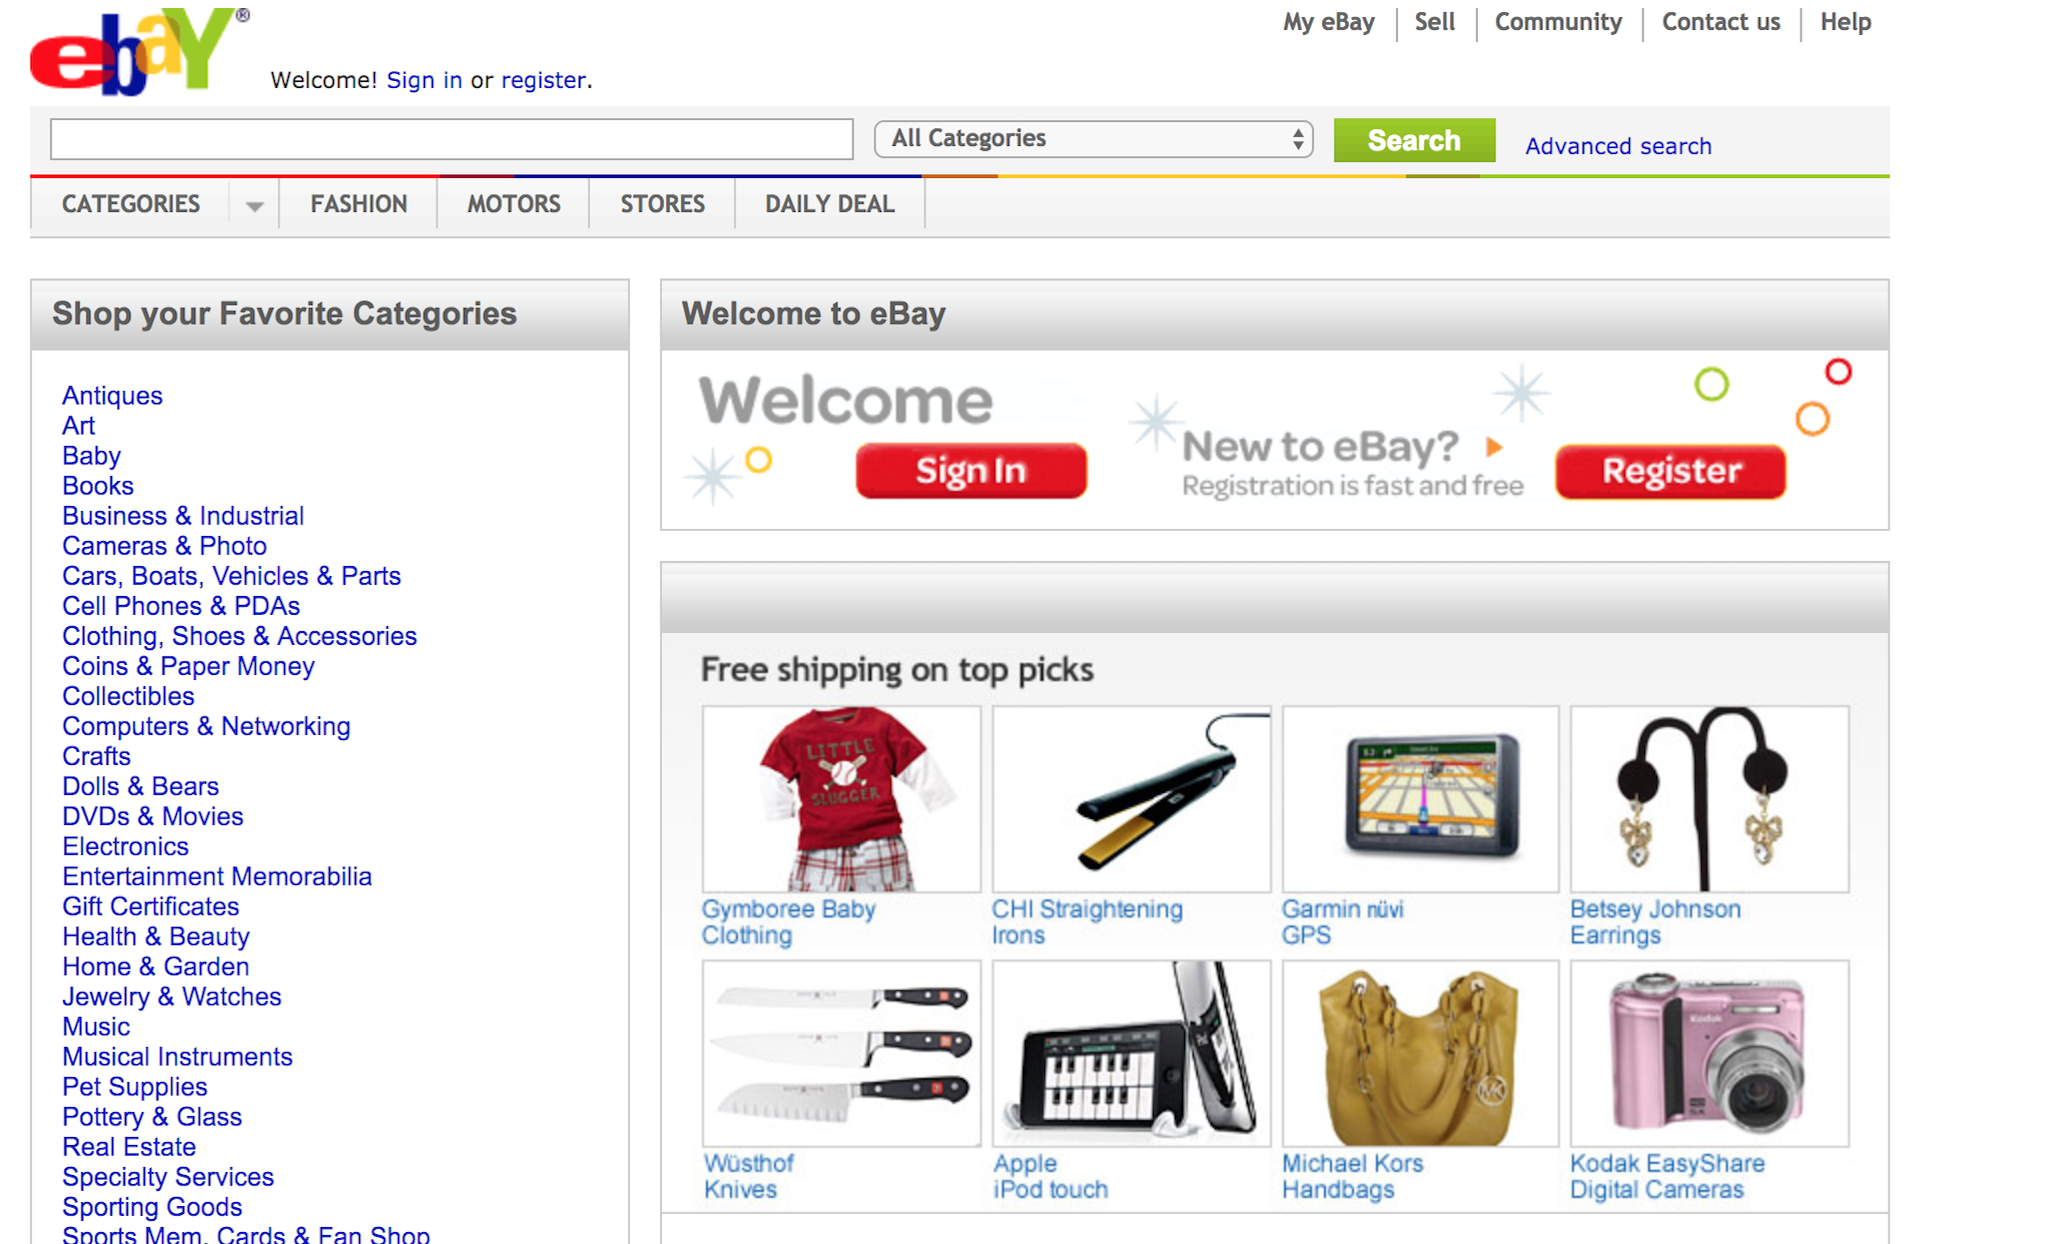 ebaY®
My eBay
Sell
Community
Contact us
Help
Welcome! Sign in or register.
All Categories
Search
Advanced search
CATEGORIES
FASHION
MOTORS
STORES
DAILY DEAL
Shop your Favorite Categories
Antiques
Art
Baby
Books
Business & Industrial
Cameras & Photo
Cars, Boats, Vehicles & Parts
Cell Phones & PDAs
Clothing, Shoes & Accessories
Coins & Paper Money
Collectibles
Computers & Networking
Crafts
Dolls & Bears
DVDs & Movies
Electronics
Entertainment Memorabilia
Gift Certificates
Health & Beauty
Home & Garden
Jewelry & Watches
Music
Musical Instruments
Pet Supplies
Pottery & Glass
Real Estate
Specialty Services
Sporting Goods
Sports Mem, Cards & Fan Shop
Welcome to eBay
Welcome
Sign In
New to eBay?
Registration is fast and free
Register
Free shipping on top picks
LITTLE
SLUGGER
Gymboree Baby
Clothing
CHI Straightening
Irons
Garmin nüvi
GPS
Betsey Johnson
Earrings
Wüsthof
Knives
Apple
iPod touch
MK
Michael Kors
Handbags
Kodak
Kodak EasyShare
Digital Cameras